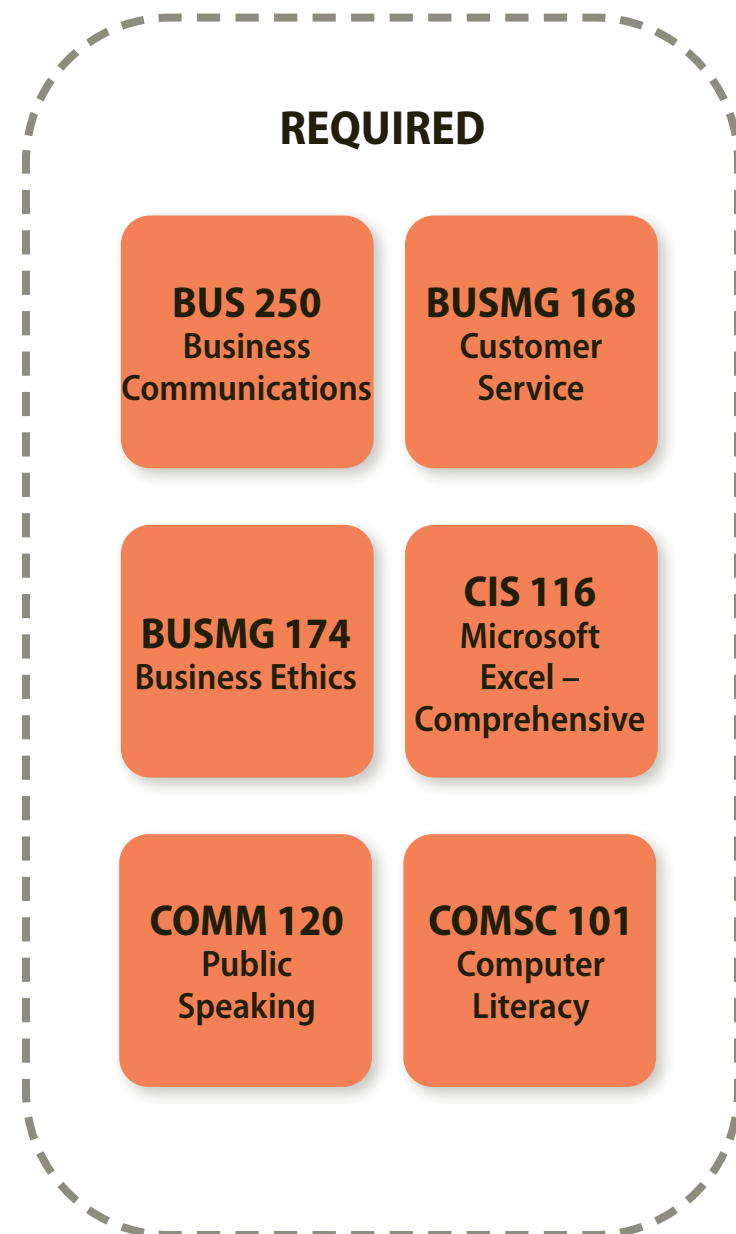 REQUIRED
BUS 250
Business
Communications
BUSMG 168
Customer
Service
BUSMG 174
Business Ethics
CIS 116
Microsoft
Excel –
Comprehensive
COMM 120
Public
Speaking
COMSC 101
Computer
Literacy